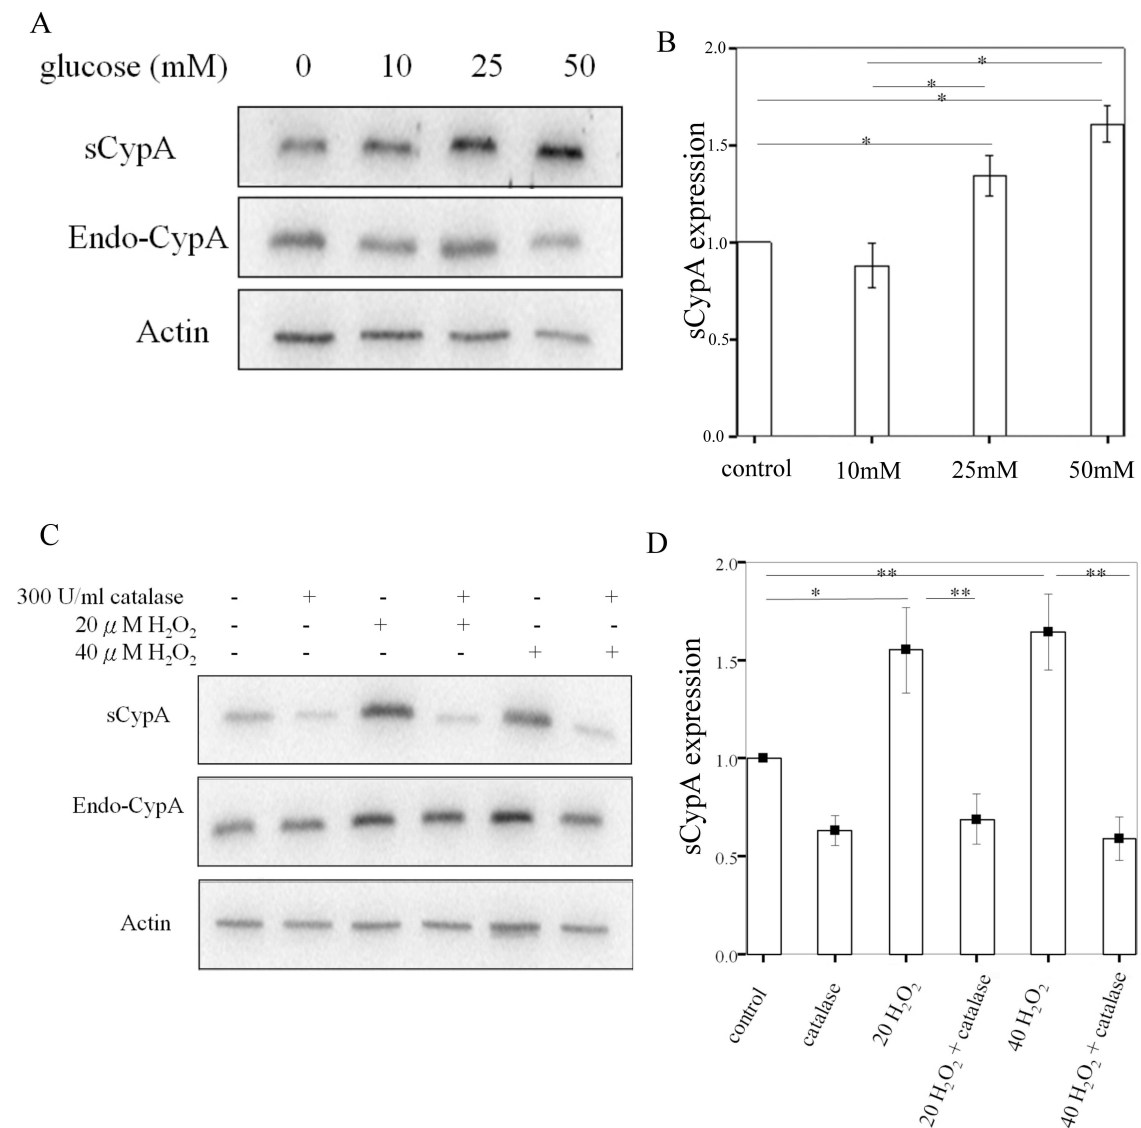 A
glucose (mM) 0 10 25 50
sCypA
Endo-CypA
Actin
B
sCypA expression
2.0
1.5
1.0
0.5
0.0
*
*
*
*
control 10mM 25mM 50mM
C
300 U/ml catalase - + - + - +
20 μM H₂O₂ - - + + - -
40 μM H₂O₂ - - - - + +
sCypA
Endo-CypA
Actin
D
sCypA expression
2.0
1.5
1.0
0.5
0.0
** **
* **
control
catalase
20 H₂O₂
20 H₂O₂ + catalase
40 H₂O₂
40 H₂O₂ + catalase